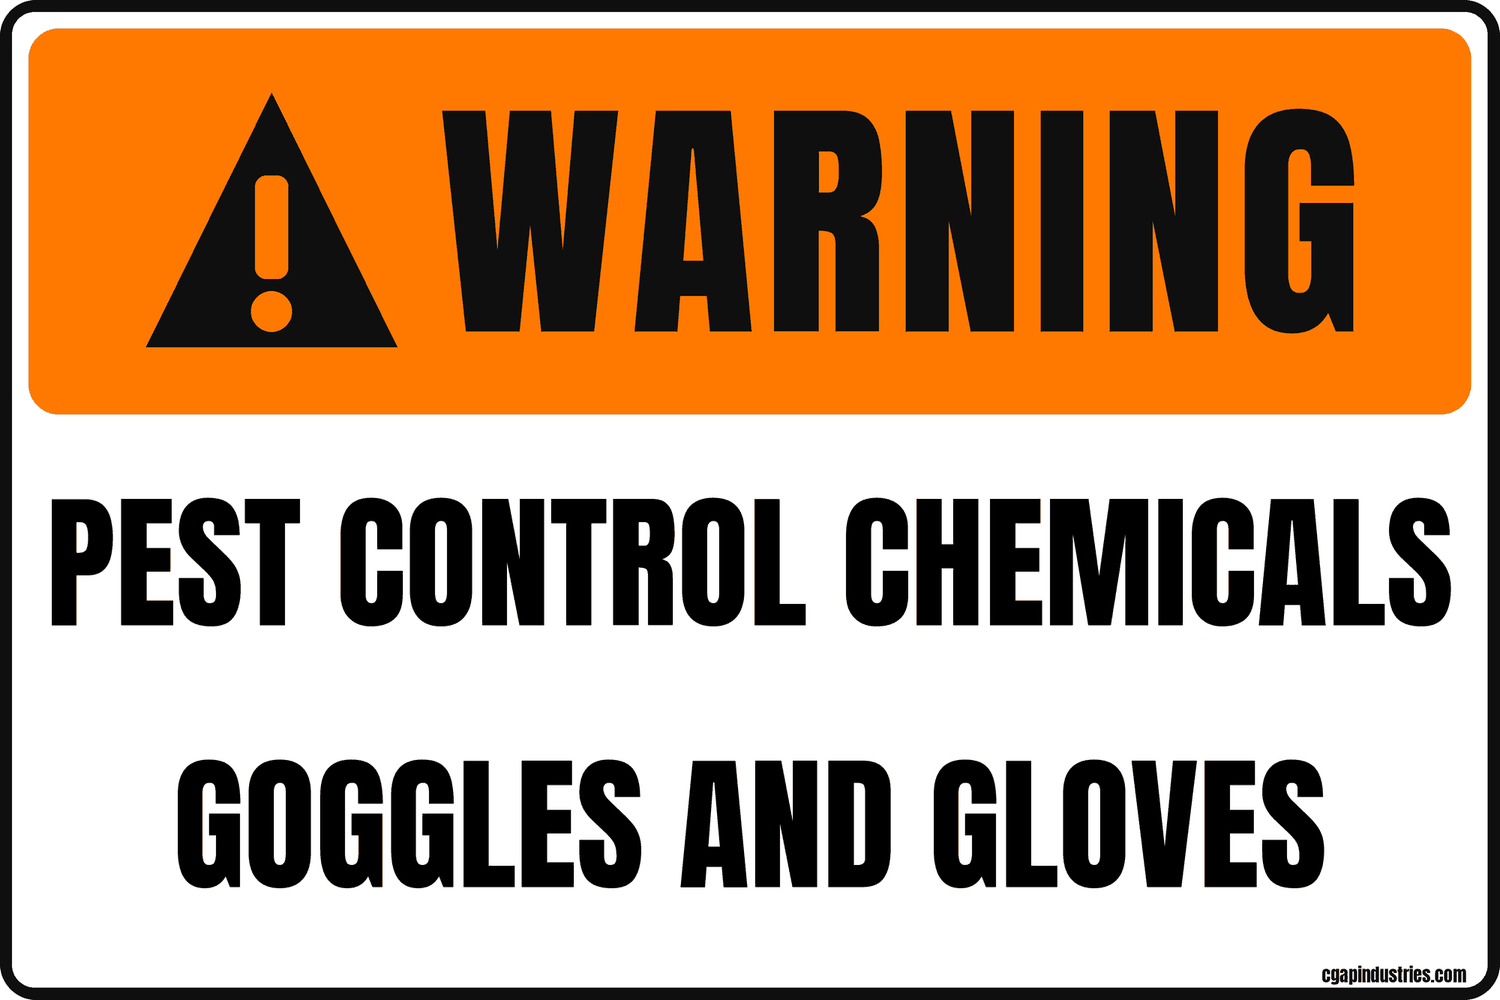 WARNING
PEST CONTROL CHEMICALS
GOGGLES AND GLOVES
cgapindustries.com